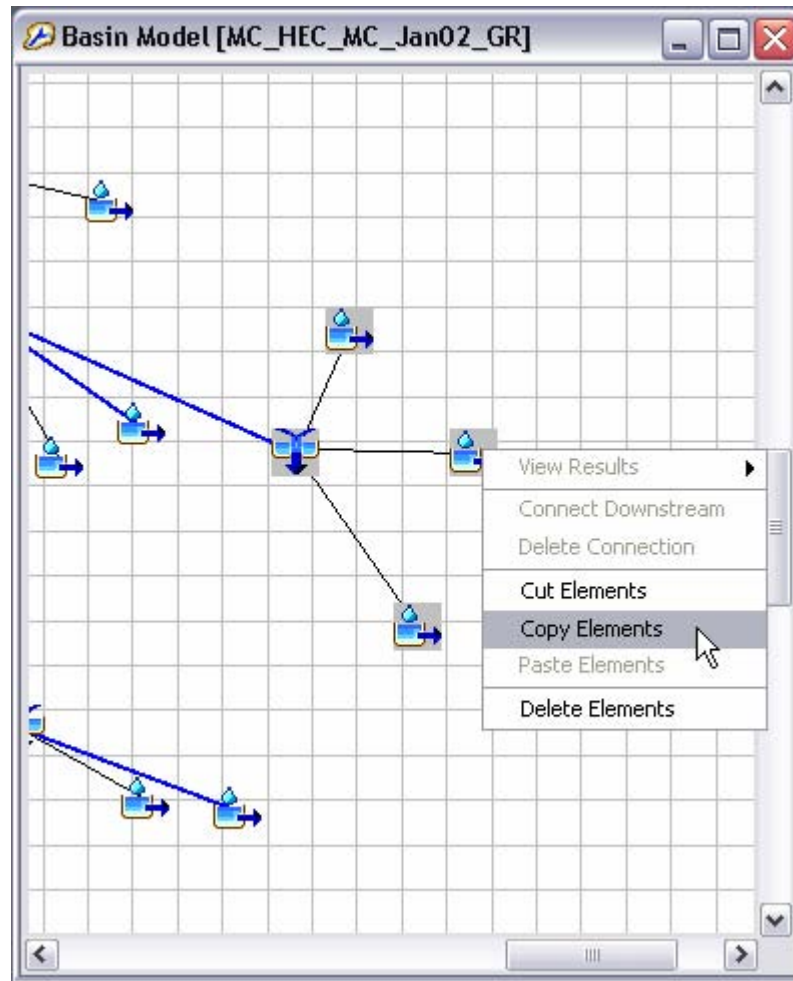 Basin Model [MC_HEC_MC_Jan02_GR]
View Results
Connect Downstream
Delete Connection
Cut Elements
Copy Elements
Paste Elements
Delete Elements